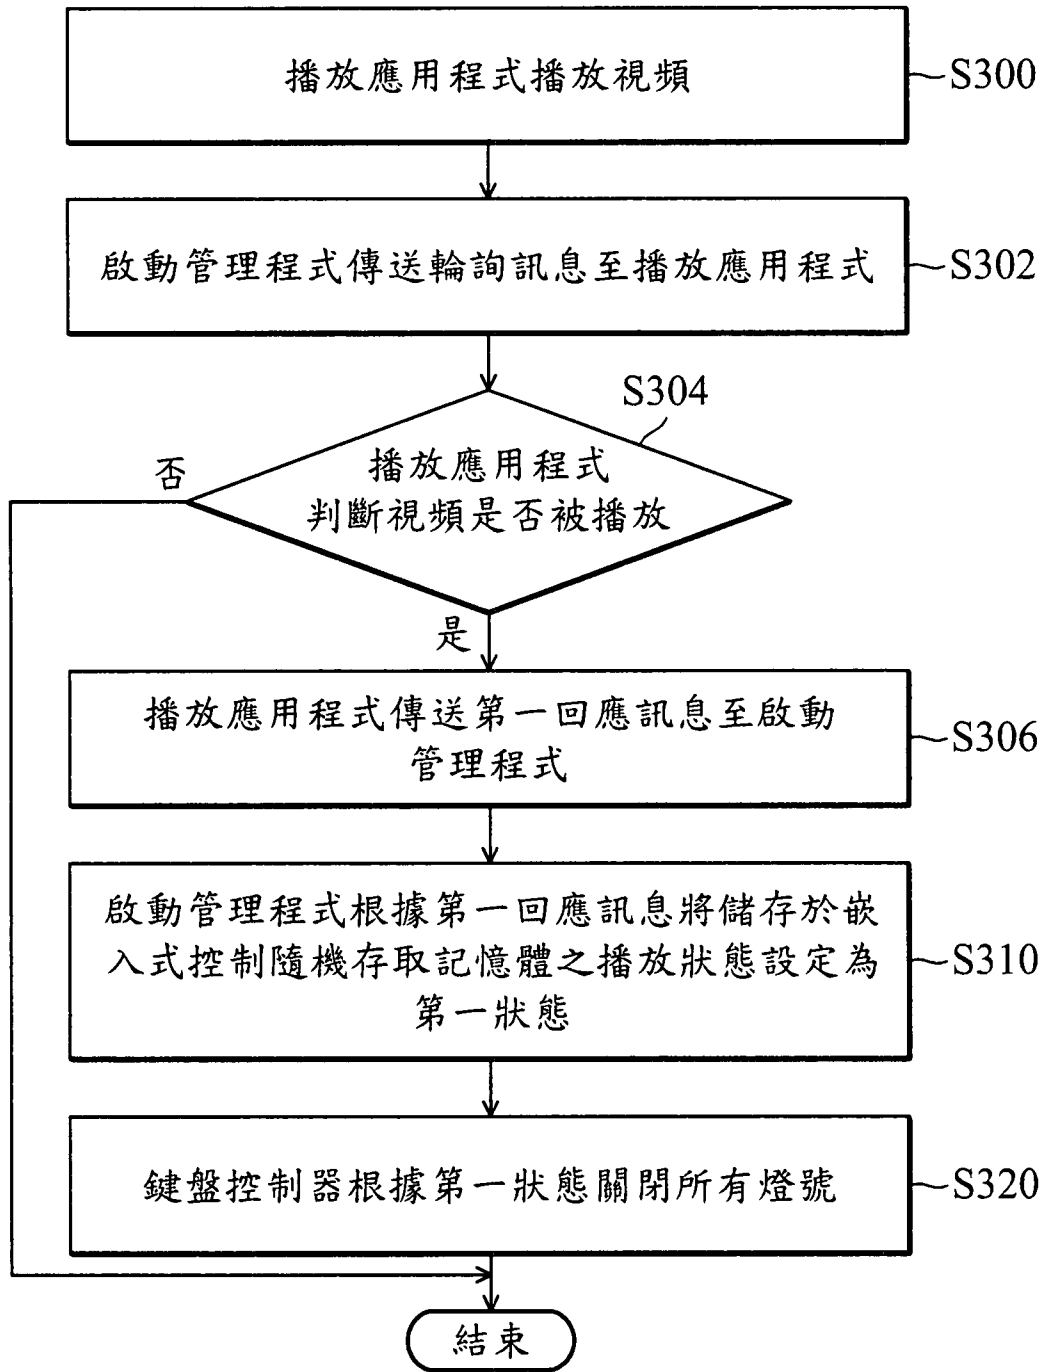 播放應用程式播放視頻
S300
啟動管理程式傳送輪詢訊息至播放應用程式
S302
S304
播放應用程式
判斷視頻是否被播放
否
是
播放應用程式傳送第一回應訊息至啟動
管理程式
S306
啟動管理程式根據第一回應訊息將儲存於嵌
入式控制隨機存取記憶體之播放狀態設定為
第一狀態
S310
鍵盤控制器根據第一狀態關閉所有燈號
S320
結束